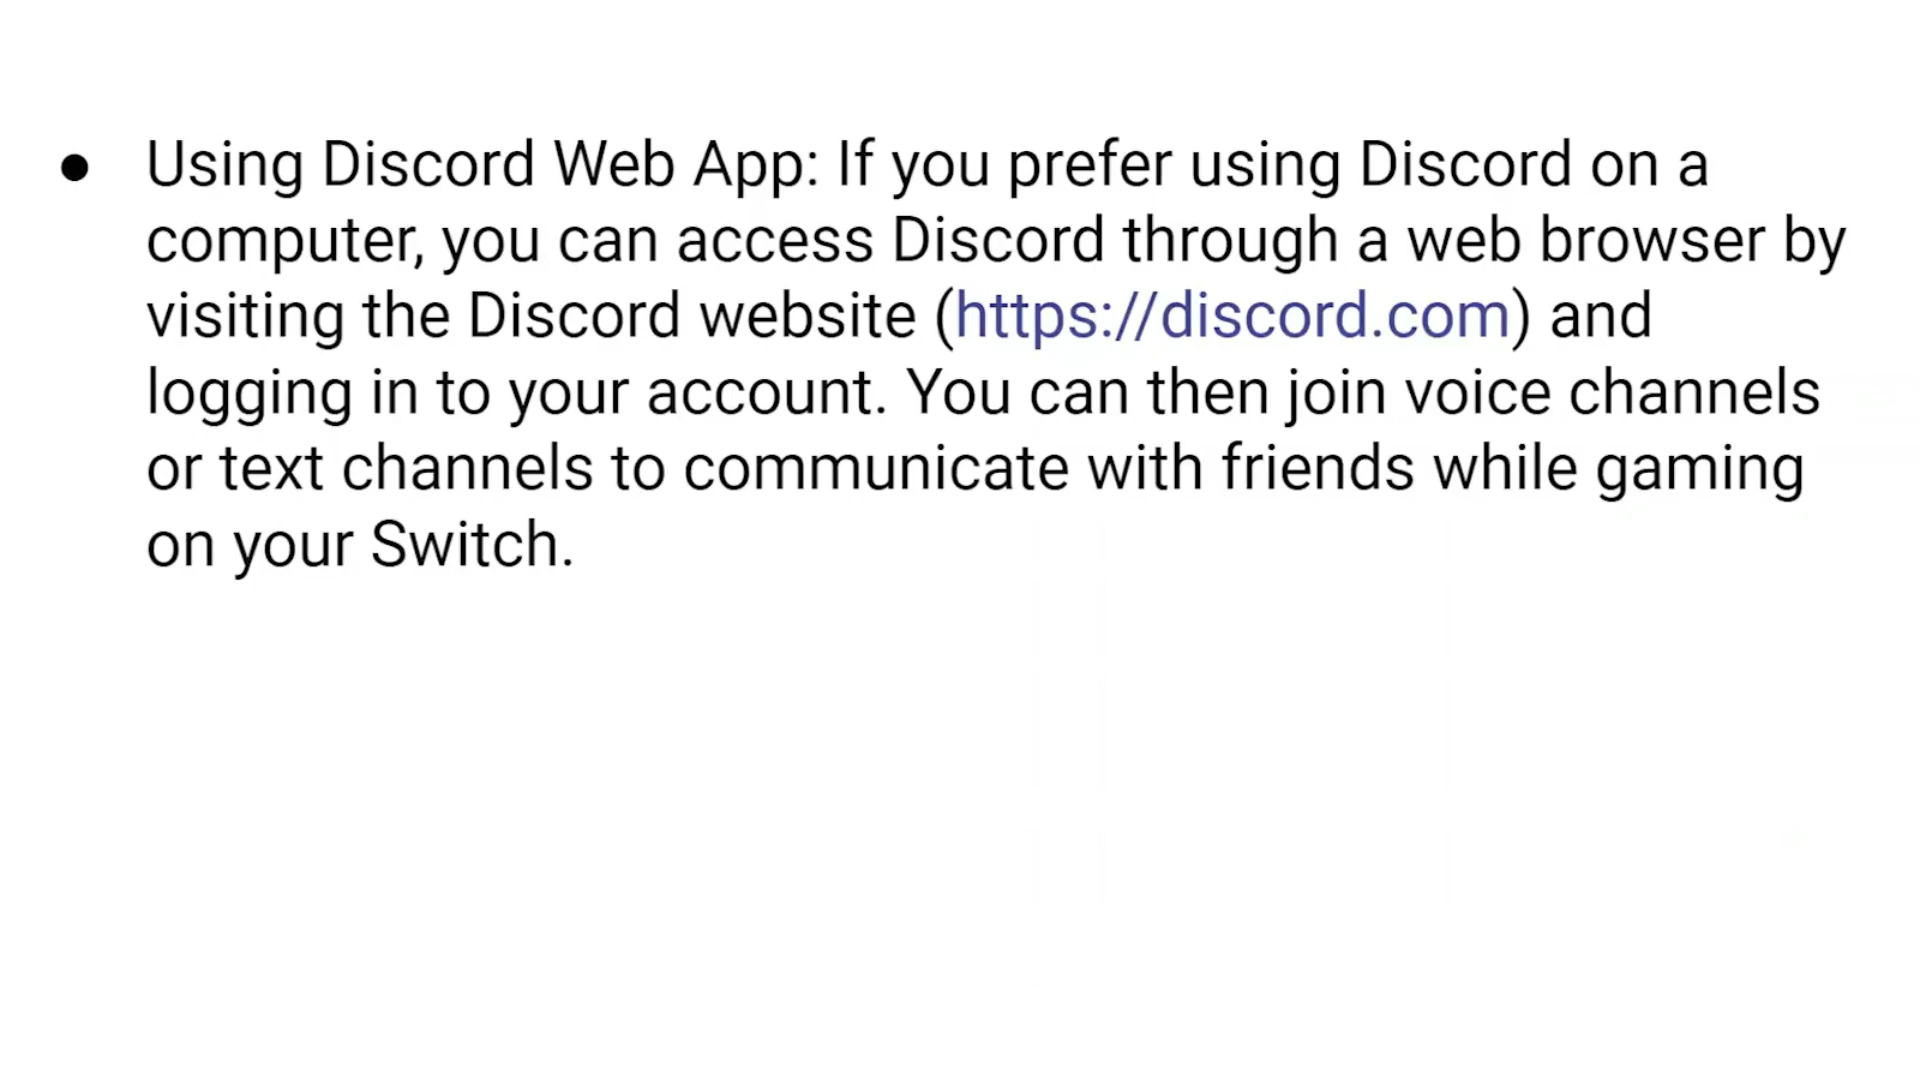 ● Using Discord Web App: If you prefer using Discord on a
computer, you can access Discord through a web browser by
visiting the Discord website (https://discord.com) and
logging in to your account. You can then join voice channels
or text channels to communicate with friends while gaming
on your Switch.